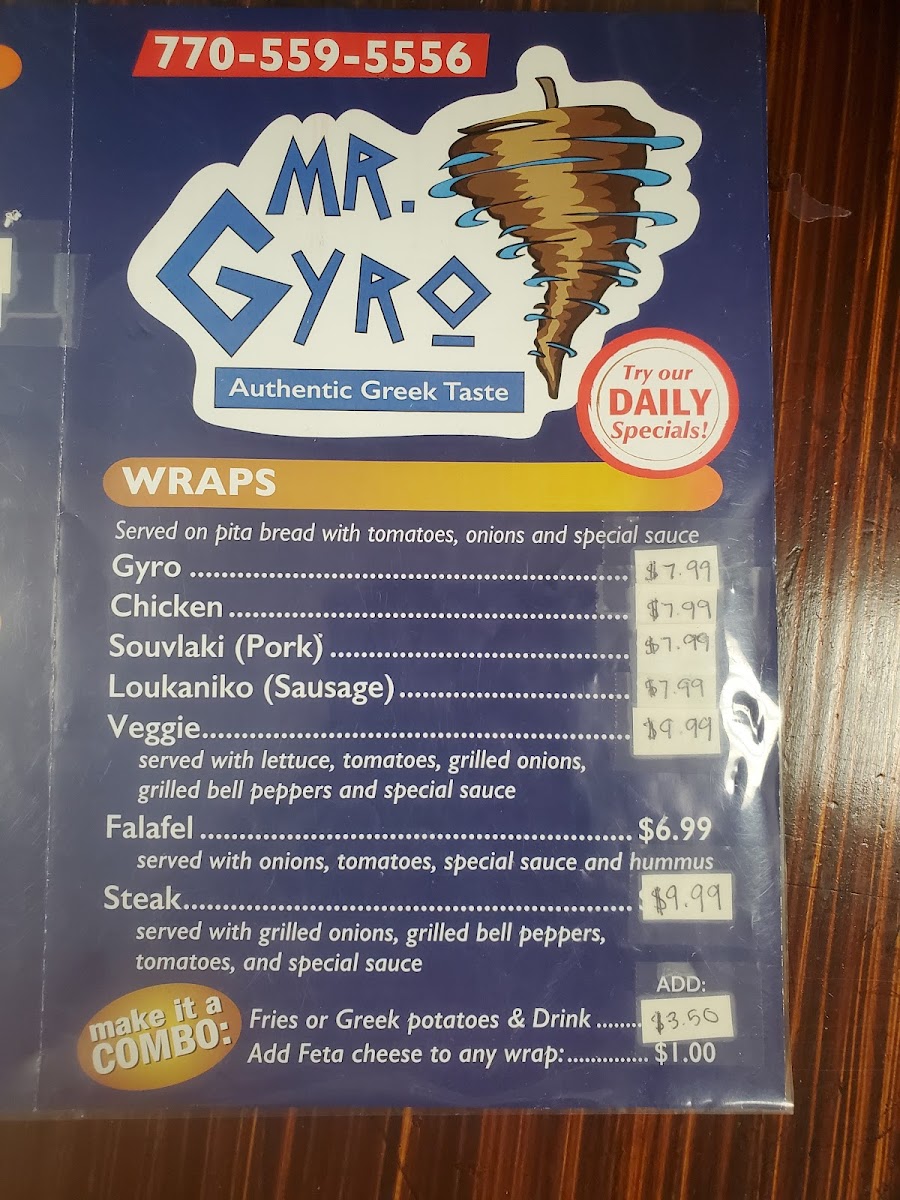 770-559-5556
MR.
GYRO
Authentic Greek Taste
Try our
DAILY
Specials!
WRAPS
Served on pita bread with tomatoes, onions and special sauce
Gyro ........................................................ $7.99
Chicken ........................................................ $7.99
Souvlaki (Pork) ........................................ $7.99
Loukaniko (Sausage) ................................ $7.99
Veggie........................................................ $9.99
served with lettuce, tomatoes, grilled onions,
grilled bell peppers and special sauce
Falafel ........................................................ $6.99
served with onions, tomatoes, special sauce and hummus
Steak........................................................ $9.99
served with grilled onions, grilled bell peppers,
tomatoes, and special sauce
ADD:
make it a
COMBO:
Fries or Greek potatoes & Drink ........ $3.50
Add Feta cheese to any wrap: .............. $1.00